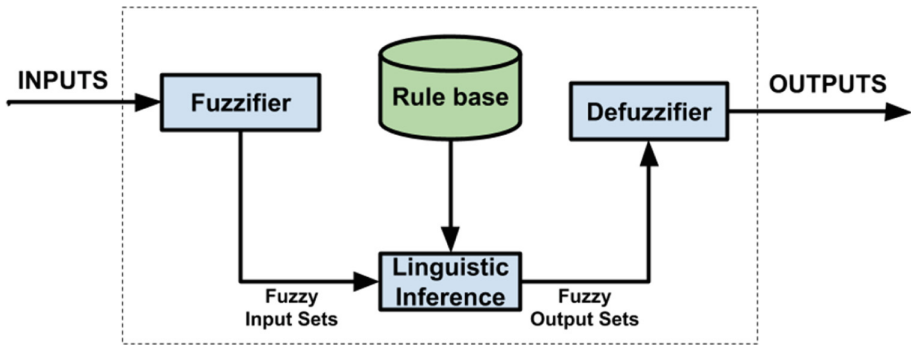 INPUTS
Fuzzifier
Rule base
Defuzzifier
OUTPUTS
Linguistic
Inference
Fuzzy
Input Sets
Fuzzy
Output Sets